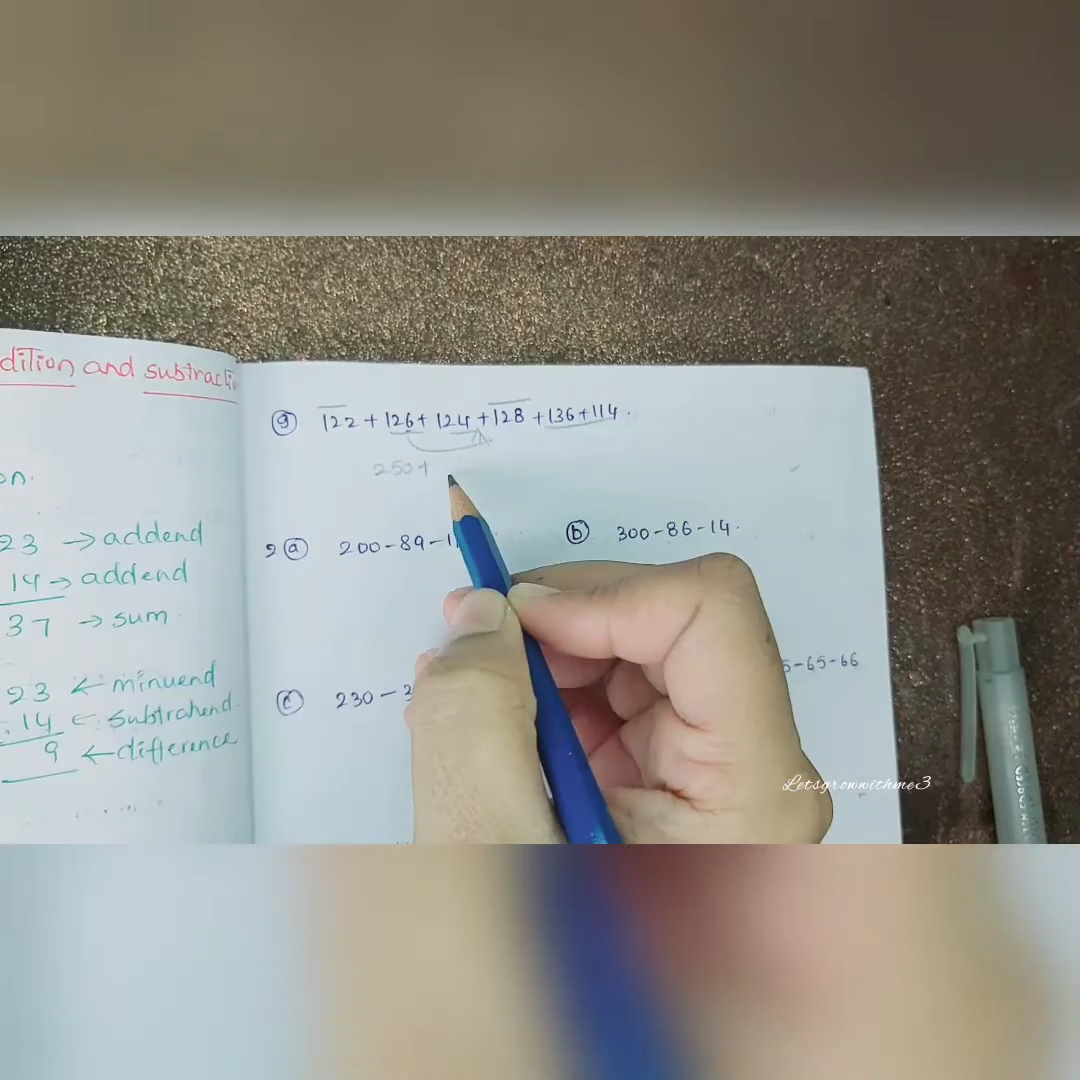 dition and subtracti
on.
23 → addend
14 → addend
37 → sum
23 ← minuend
14 ← subtrahend.
9 ← difference
g 122 + 126 + 124 + 128 + 136 + 114.
250 +
2 a 200 - 89 - 1
b 300 - 86 - 14.
c 230 -
5 - 65 - 66
Letsgrowwithme3